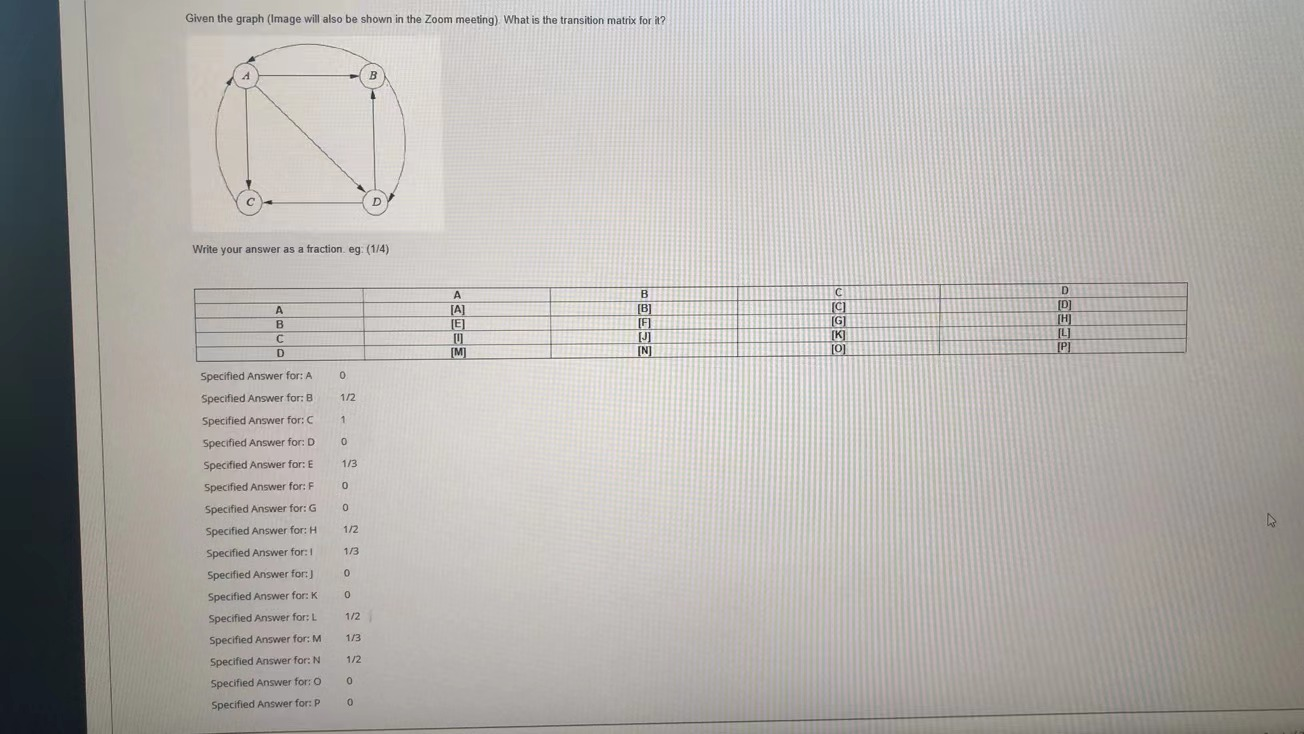 Given the graph (Image will also be shown in the Zoom meeting). What is the transition matrix for it?
A B
C D
Write your answer as a fraction. eg: (1/4)
A B C D
A [A] [B] [C] [D]
B [E] [F] [G] [H]
C [I] [J] [K] [L]
D [M] [N] [O] [P]
Specified Answer for: A 0
Specified Answer for: B 1/2
Specified Answer for: C 1
Specified Answer for: D 0
Specified Answer for: E 1/3
Specified Answer for: F 0
Specified Answer for: G 0
Specified Answer for: H 1/2
Specified Answer for: I 1/3
Specified Answer for: J 0
Specified Answer for: K 0
Specified Answer for: L 1/2
Specified Answer for: M 1/3
Specified Answer for: N 1/2
Specified Answer for: O 0
Specified Answer for: P 0